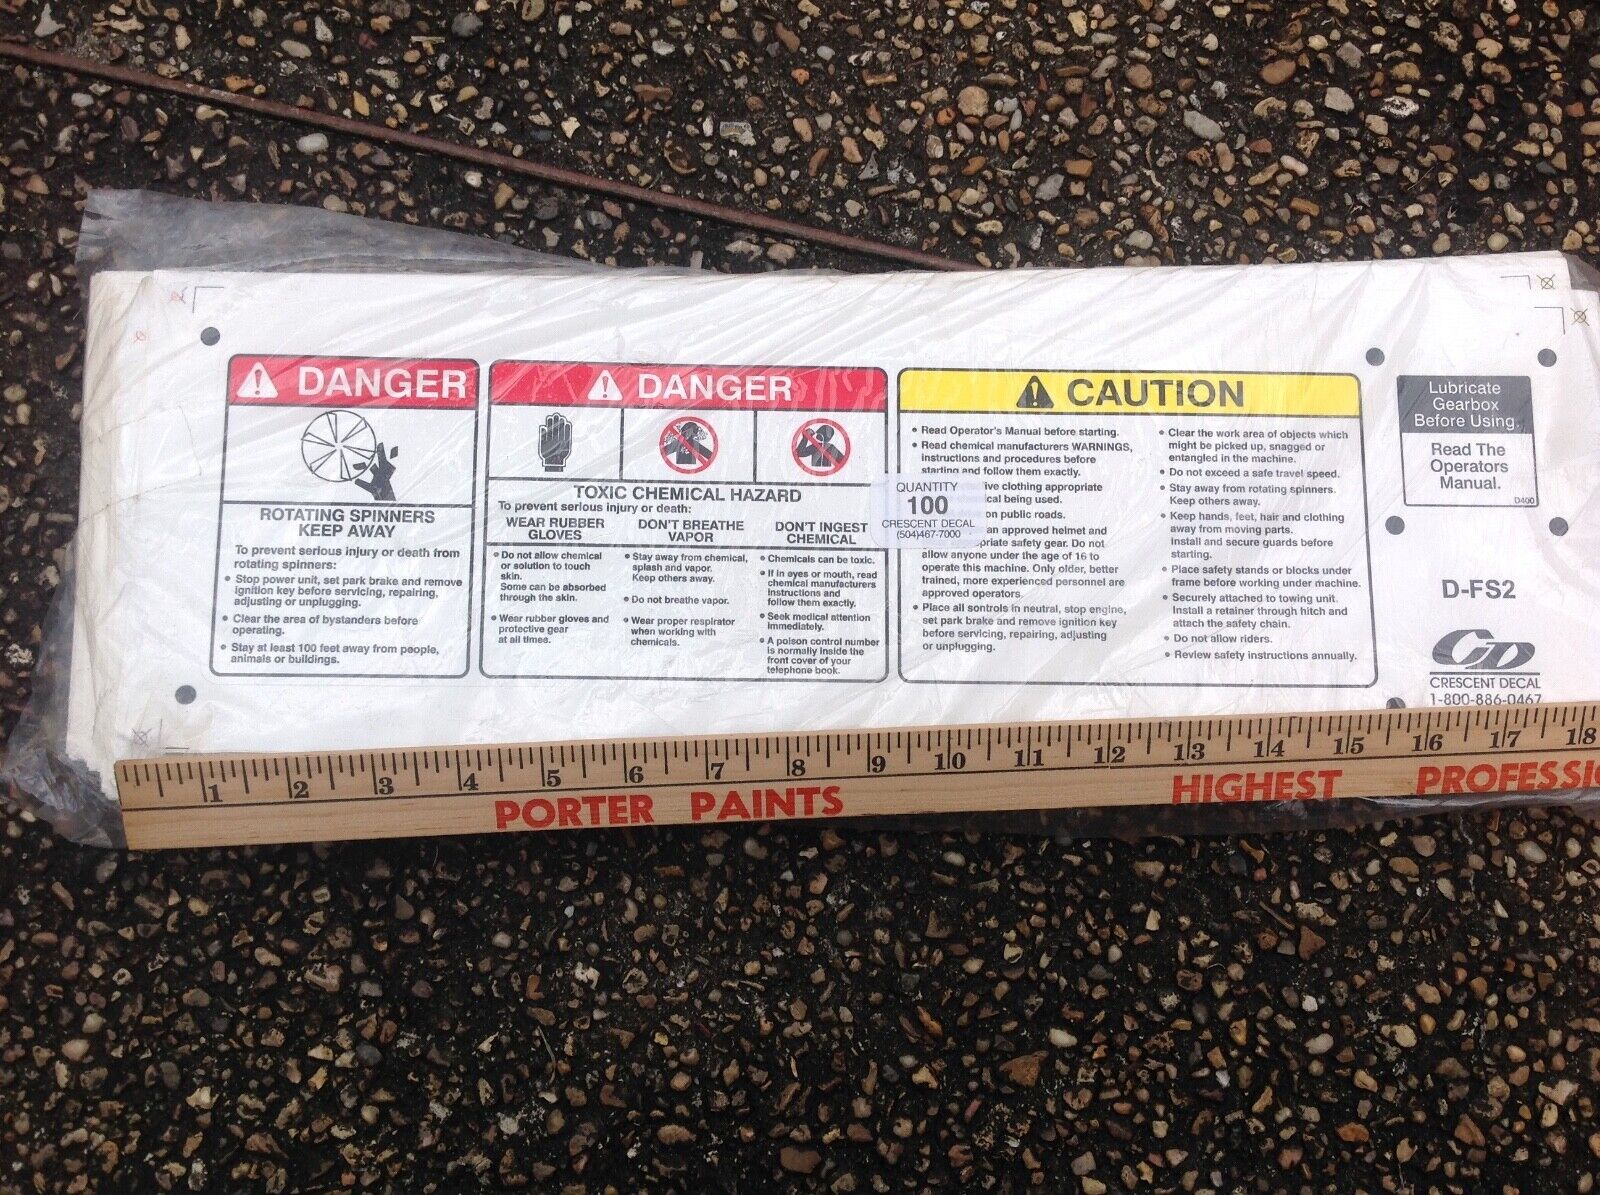 DANGER
ROTATING SPINNERS
KEEP AWAY
To prevent serious injury or death from
rotating spinners:
• Stop power unit, set park brake and remove
ignition key before servicing, repairing,
adjusting or unplugging.
• Clear the area of bystanders before
operating.
• Stay at least 100 feet away from people,
animals or buildings.
DANGER
TOXIC CHEMICAL HAZARD
To prevent serious injury or death:
WEAR RUBBER
GLOVES
• Do not allow chemical
or solution to touch
skin.
Some can be absorbed
through the skin.
• Wear rubber gloves and
protective gear
at all times.
DON'T BREATHE
VAPOR
• Stay away from chemical,
splash and vapor.
Keep others away.
• Do not breathe vapor.
• Wear proper respirator
when working with
chemicals.
DON'T INGEST
CHEMICAL
• Chemicals can be toxic.
• If in eyes or mouth, read
chemical manufacturers
instructions and
follow them exactly.
• Seek medical attention
immediately.
• A poison control number
is normally inside the
front cover of your
telephone book.
CAUTION
• Read Operator's Manual before starting.
• Read chemical manufacturers WARNINGS,
instructions and procedures before
starting and follow them exactly.
ive clothing appropriate
cal being used.
on public roads.
an approved helmet and
priate safety gear. Do not
allow anyone under the age of 16 to
operate this machine. Only older, better
trained, more experienced personnel are
approved operators.
• Place all sontrols in neutral, stop engine,
set park brake and remove ignition key
before servicing, repairing, adjusting
or unplugging.
• Clear the work area of objects which
might be picked up, snagged or
entangled in the machine.
• Do not exceed a safe travel speed.
• Stay away from rotating spinners.
Keep others away.
• Keep hands, feet, hair and clothing
away from moving parts.
Install and secure guards before
starting.
• Place safety stands or blocks under
frame before working under machine.
• Securely attached to towing unit.
Install a retainer through hitch and
attach the safety chain.
• Do not allow riders.
• Review safety instructions annually.
QUANTITY
100
CRESCENT DECAL
(504)467-7000
Lubricate
Gearbox
Before Using.
Read The
Operators
Manual.
D400
D-FS2
CD
CRESCENT DECAL
1-800-886-0467
1 2 3 4 5 6 7 8 9 10 11 12 13 14 15 16 17 18
PORTER PAINTS HIGHEST PROFESSI